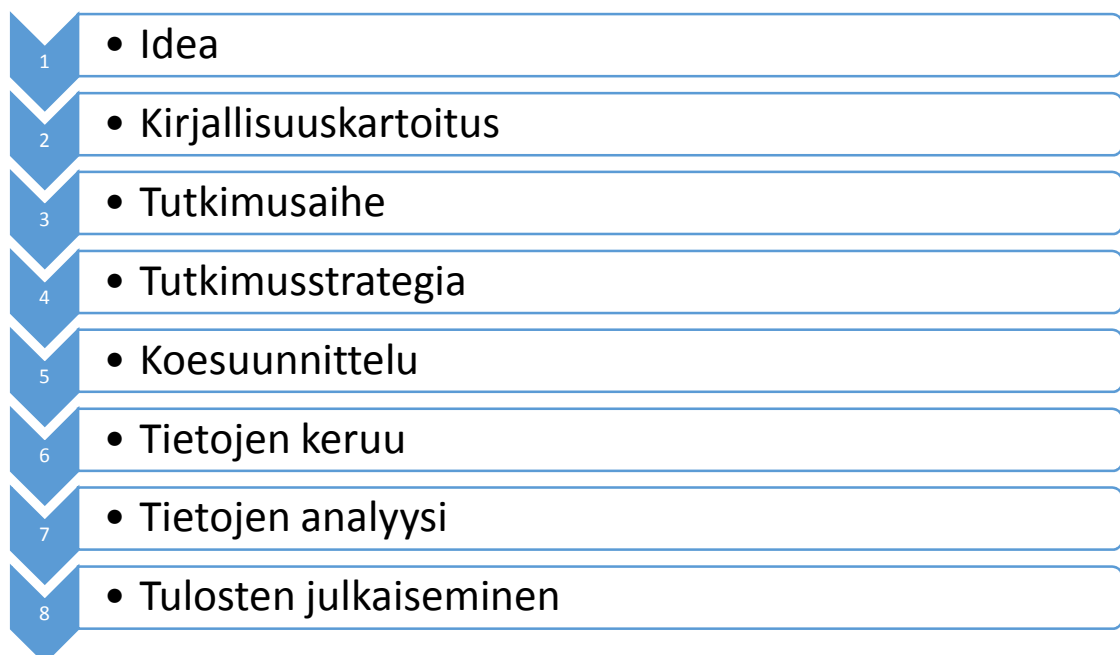 1 • Idea
2 • Kirjallisuuskartoitus
3 • Tutkimusaihe
4 • Tutkimusstrategia
5 • Koesuunnittelu
6 • Tietojen keruu
7 • Tietojen analyysi
8 • Tulosten julkaiseminen